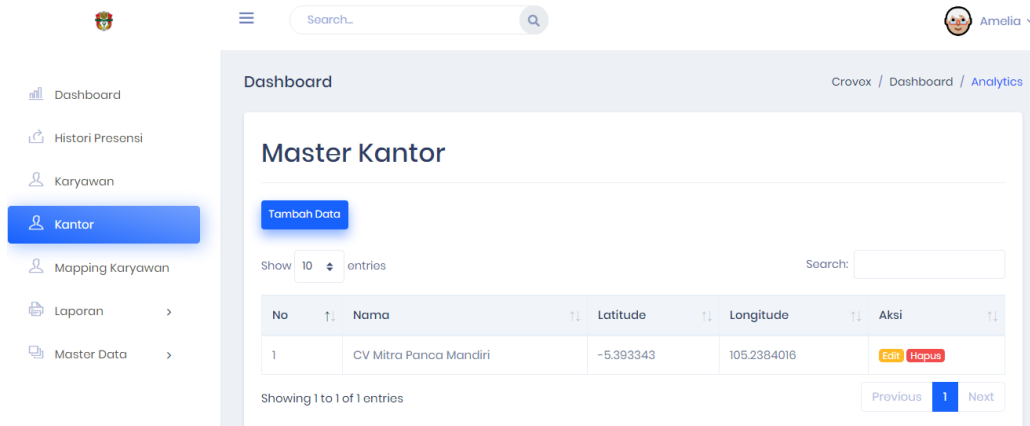 Search...
Amelia
Dashboard
Crovex / Dashboard / Analytics
Dashboard
Histori Presensi
Karyawan
Kantor
Mapping Karyawan
Laporan
Master Data
Master Kantor
Tambah Data
Show 10 entries
Search:
No Nama Latitude Longitude Aksi
1 CV Mitra Panca Mandiri -5.393343 105.2384016 Edit Hapus
Showing 1 to 1 of 1 entries
Previous 1 Next